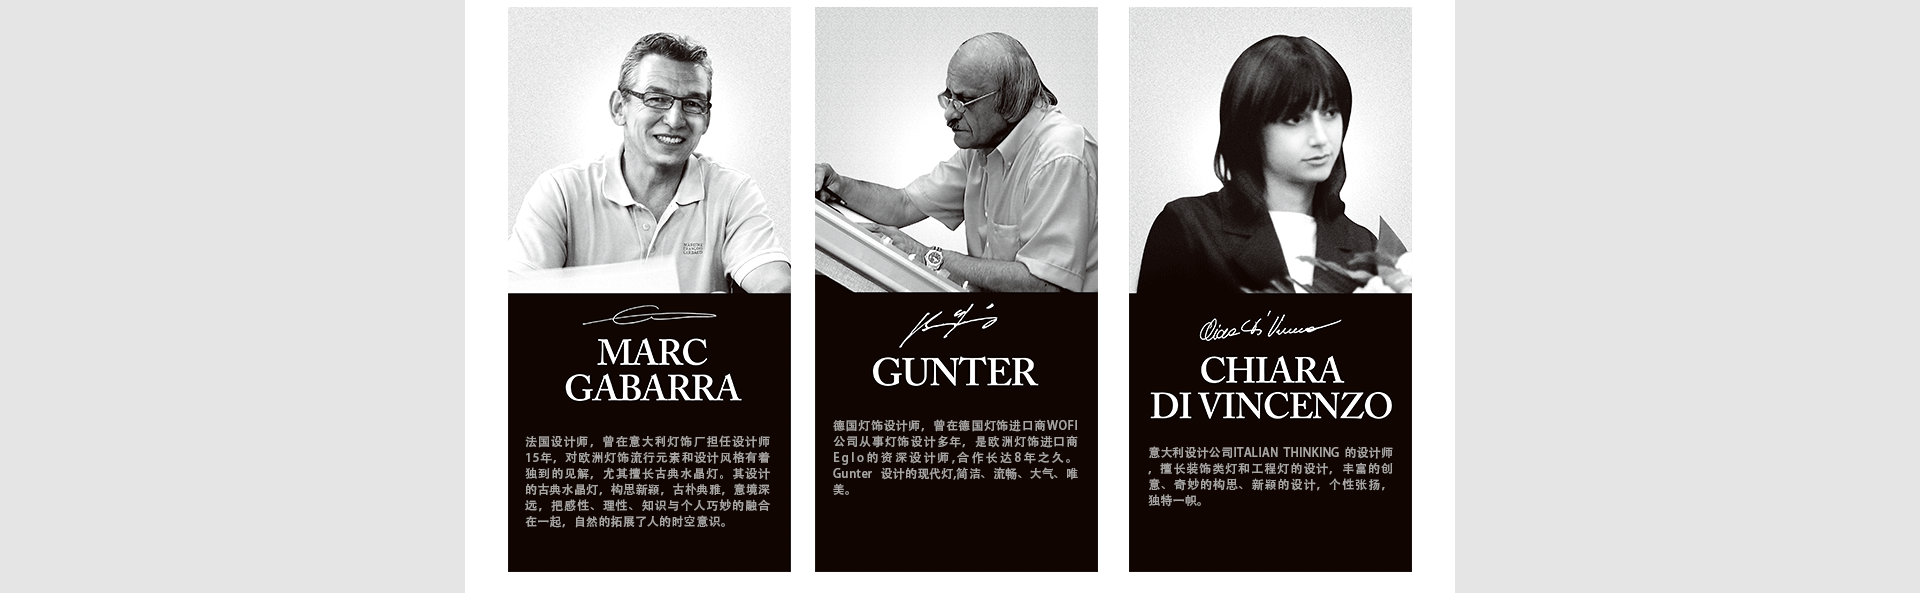 MARC
GABARRA
法国设计师，曾在意大利灯饰厂担任设计师
15年，对欧洲灯饰流行元素和设计风格有着
独到的见解，尤其擅长古典水晶灯。其设计
的古典水晶灯，构思新颖，古朴典雅，意境深
远，把感性、理性、知识与个人巧妙的融合
在一起，自然的拓展了人的时空意识。
GUNTER
德国灯饰设计师，曾在德国灯饰进口商WOFI
公司从事灯饰设计多年，是欧洲灯饰进口商
Eglo的资深设计师,合作长达8年之久。
Gunter 设计的现代灯,简洁、流畅、大气、唯
美。
CHIARA
DI VINCENZO
意大利设计公司ITALIAN THINKING 的设计师
，擅长装饰类灯和工程灯的设计，丰富的创
意、奇妙的构思、新颖的设计，个性张扬，
独特一帜。